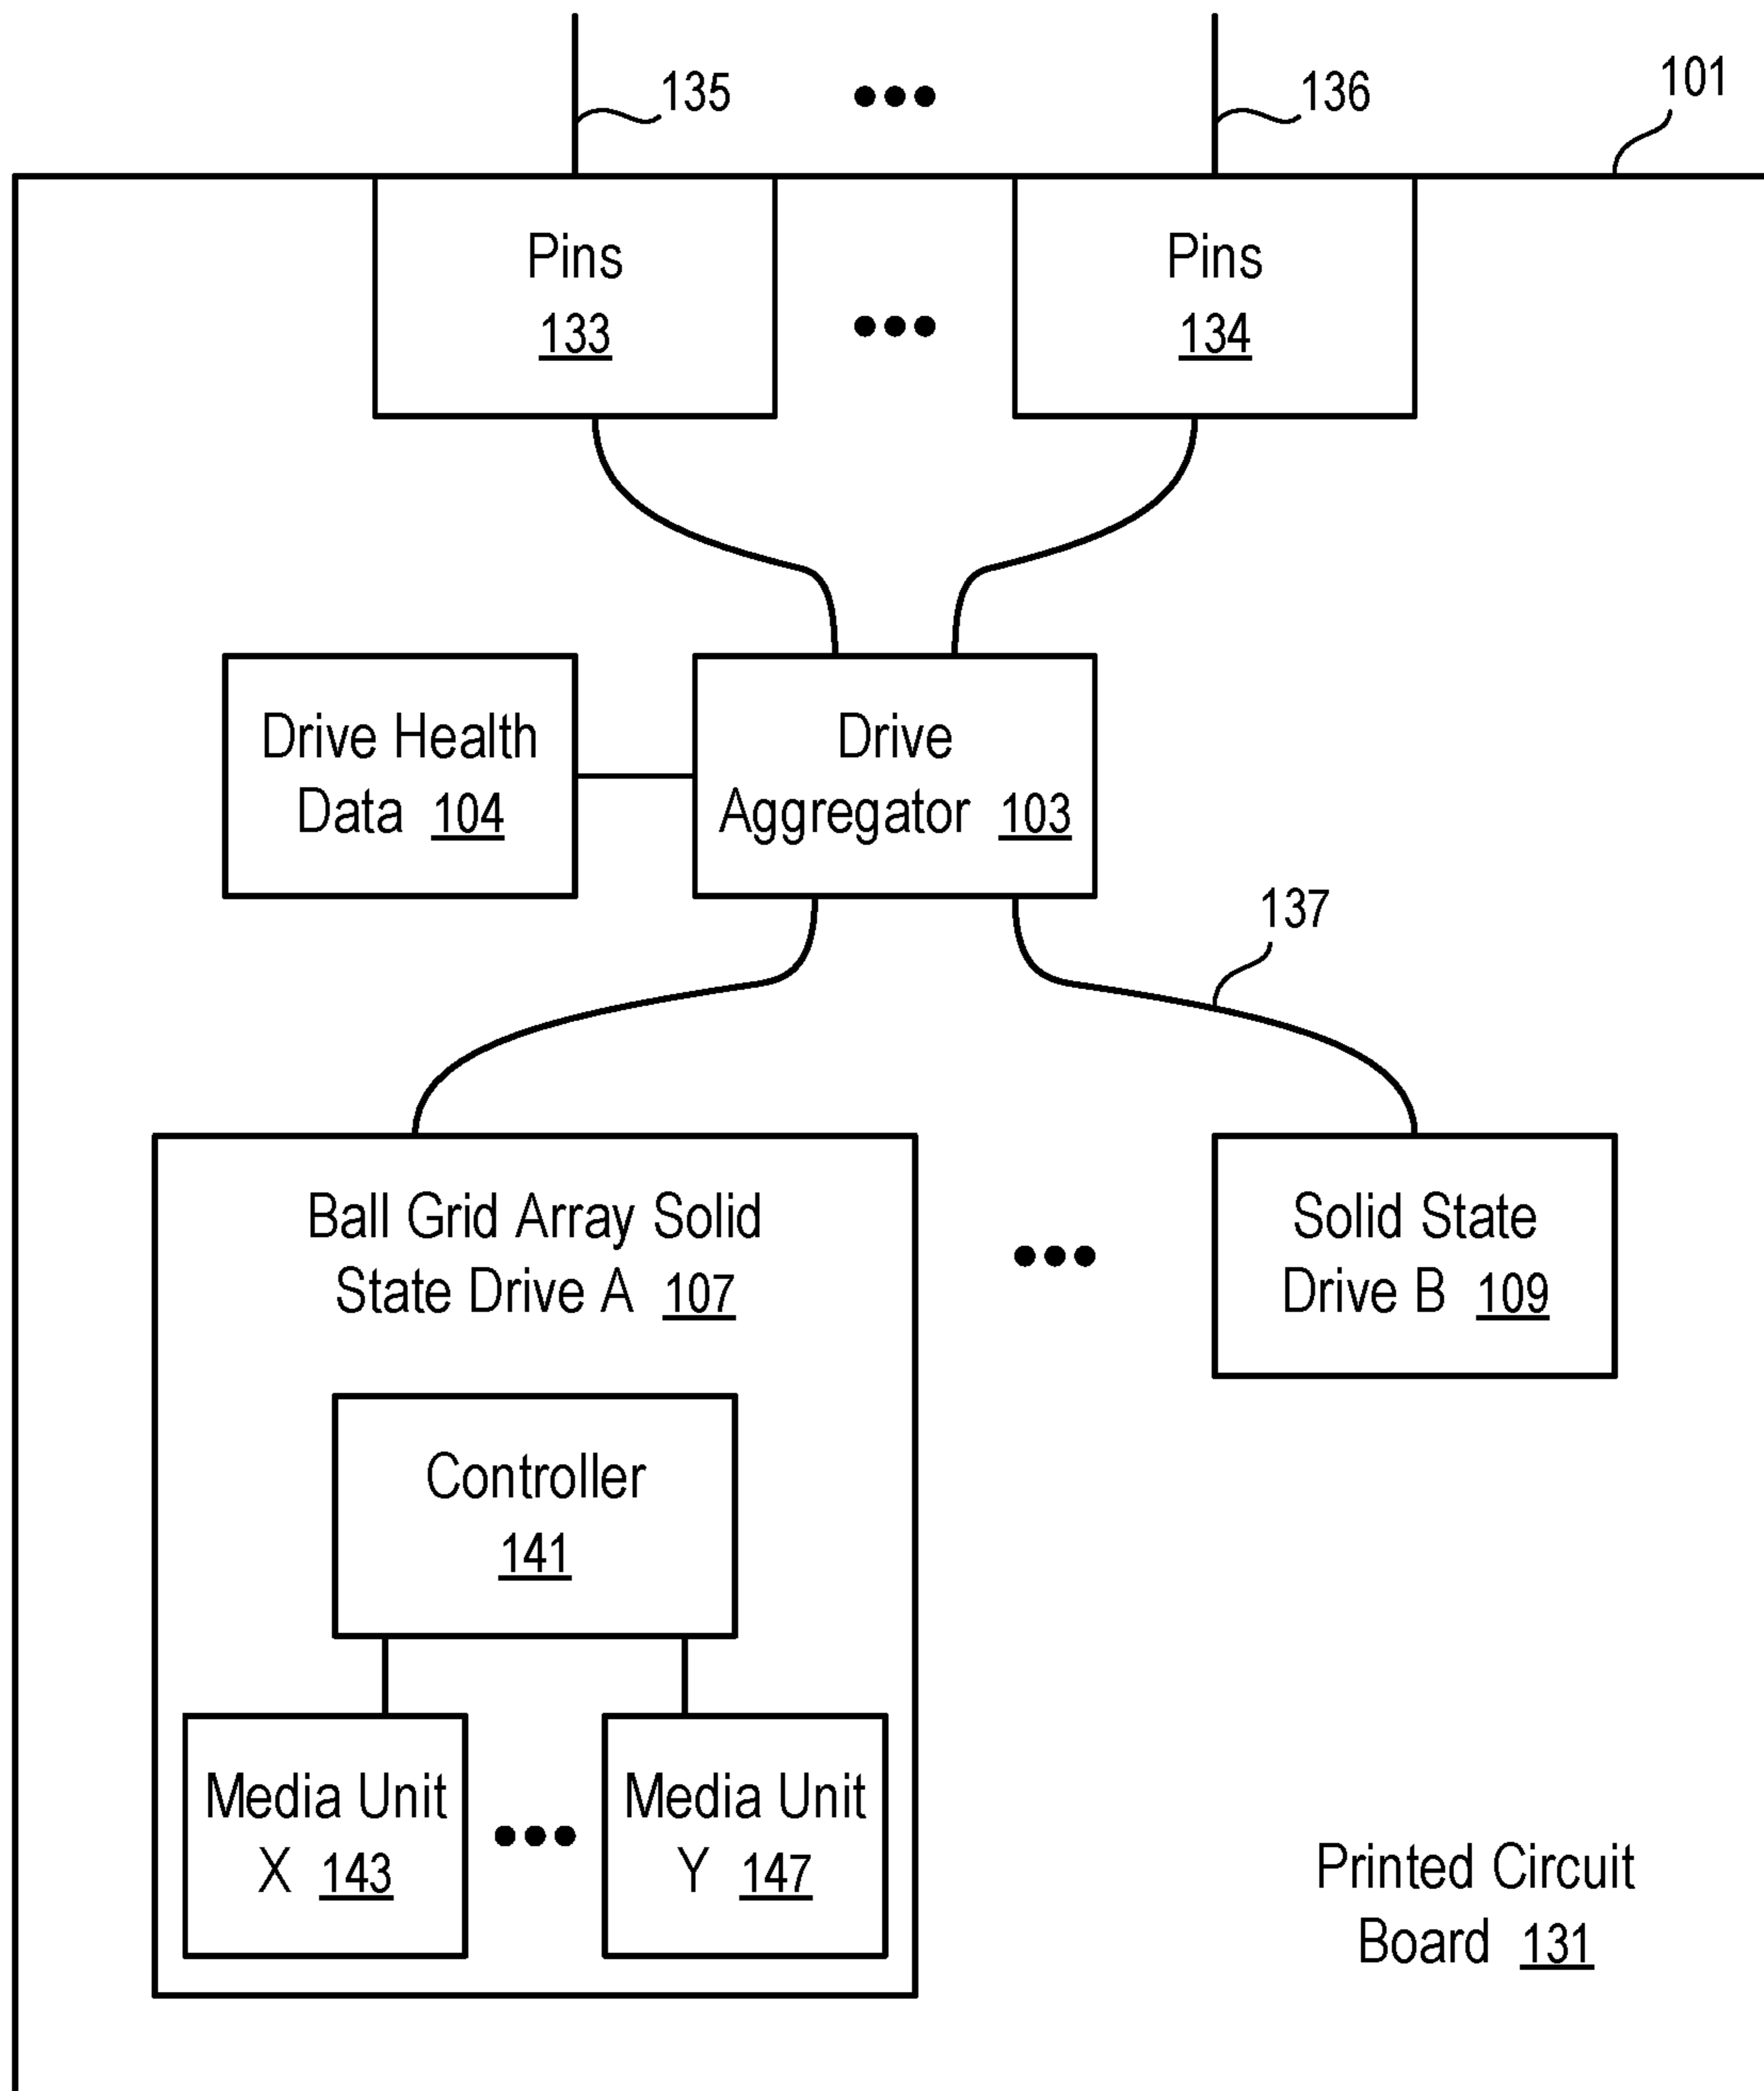 135
136
101
Pins
133
Pins
134
Drive Health
Data 104
Drive
Aggregator 103
137
Ball Grid Array Solid
State Drive A 107
Solid State
Drive B 109
Controller
141
Media Unit
X 143
Media Unit
Y 147
Printed Circuit
Board 131